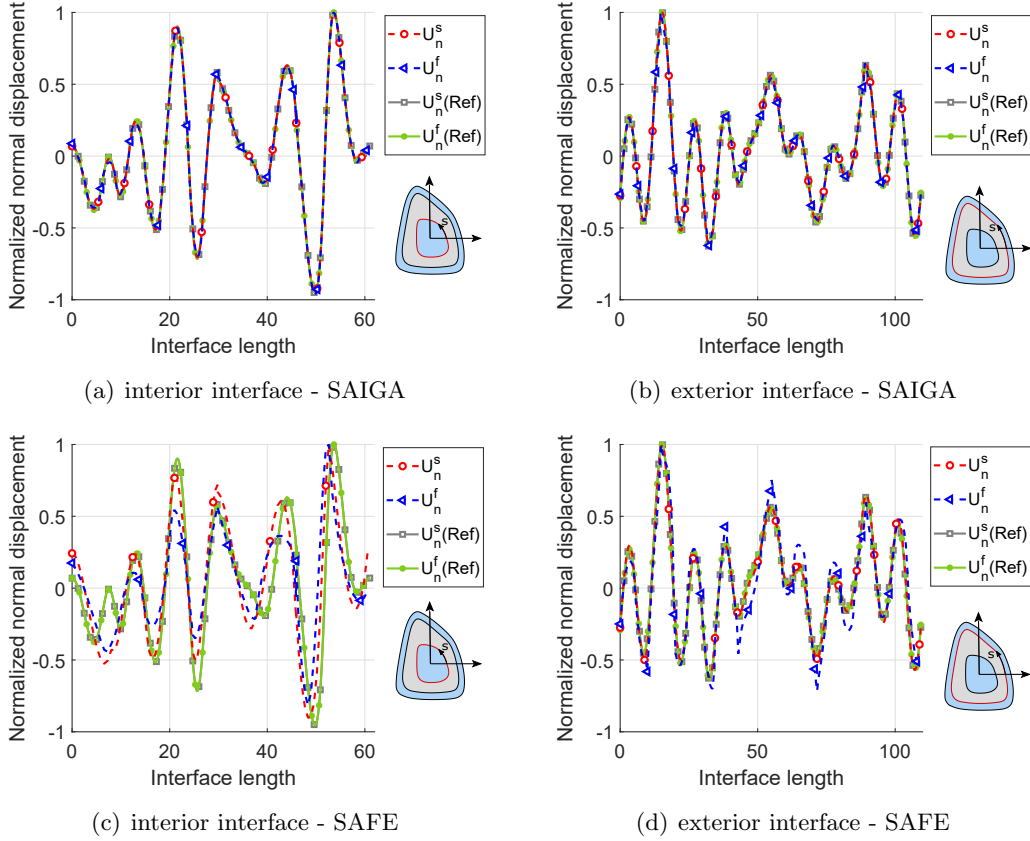 Normalized normal displacement
1
0.5
0
-0.5
-1
0 20 40 60
Interface length
U_n^s
U_n^f
U_n^s(Ref)
U_n^f(Ref)
s
(a) interior interface - SAIGA
Normalized normal displacement
1
0.5
0
-0.5
-1
0 50 100
Interface length
U_n^s
U_n^f
U_n^s(Ref)
U_n^f(Ref)
s
(b) exterior interface - SAIGA
Normalized normal displacement
1
0.5
0
-0.5
-1
0 20 40 60
Interface length
U_n^s
U_n^f
U_n^s(Ref)
U_n^f(Ref)
s
(c) interior interface - SAFE
Normalized normal displacement
1
0.5
0
-0.5
-1
0 50 100
Interface length
U_n^s
U_n^f
U_n^s(Ref)
U_n^f(Ref)
s
(d) exterior interface - SAFE